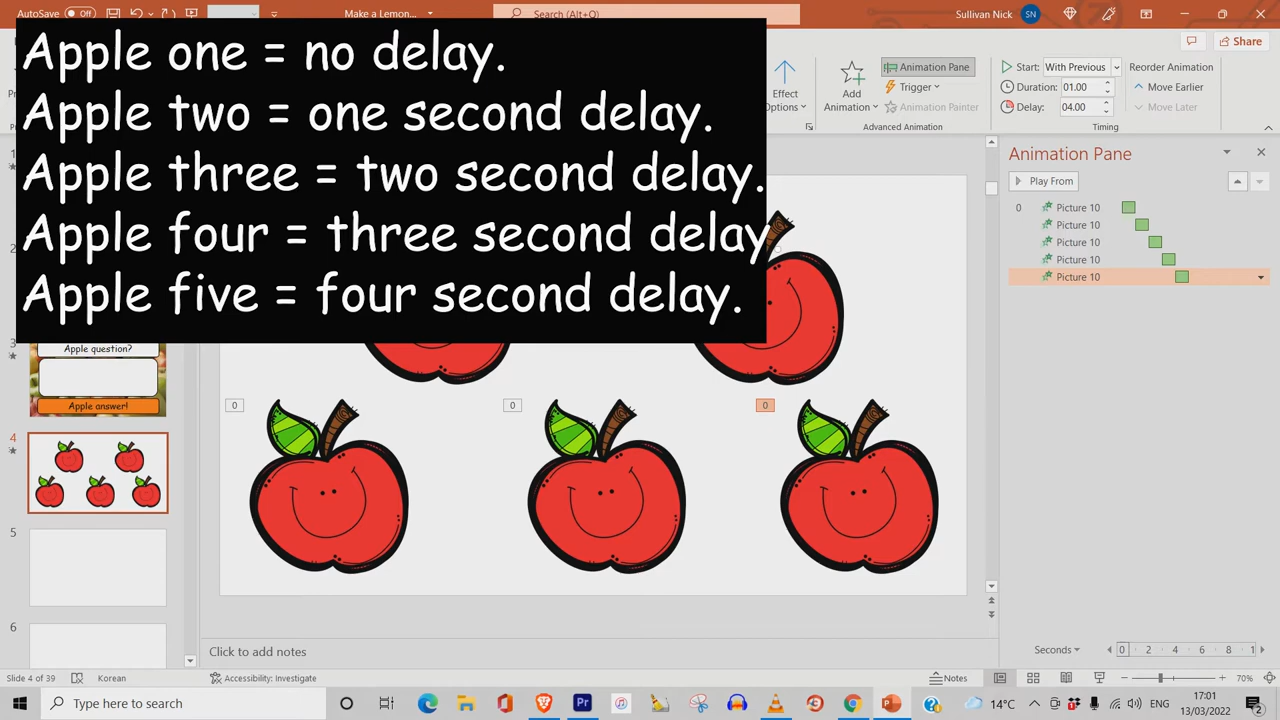 AutoSave Off
Make a Lemon...
Search (Alt+Q)
Sullivan Nick SN
Apple one = no delay.
Apple two = one second delay.
Apple three = two second delay.
Apple four = three second delay
Apple five = four second delay.
Share
Effect
Options
Add
Animation
Animation Pane
Trigger
Animation Painter
Advanced Animation
Start: With Previous
Duration: 01.00
Delay: 04.00
Timing
Reorder Animation
Move Earlier
Move Later
Animation Pane
Play From
0 Picture 10
Picture 10
Picture 10
Picture 10
Picture 10
2
3
Apple question?
Apple answer!
4
5
6
0
0
0
Click to add notes
Seconds 0 2 4 6 8 1
Slide 4 of 39
Korean
Accessibility: Investigate
Notes
70%
Type here to search
14°C
ENG
17:01
13/03/2022
2